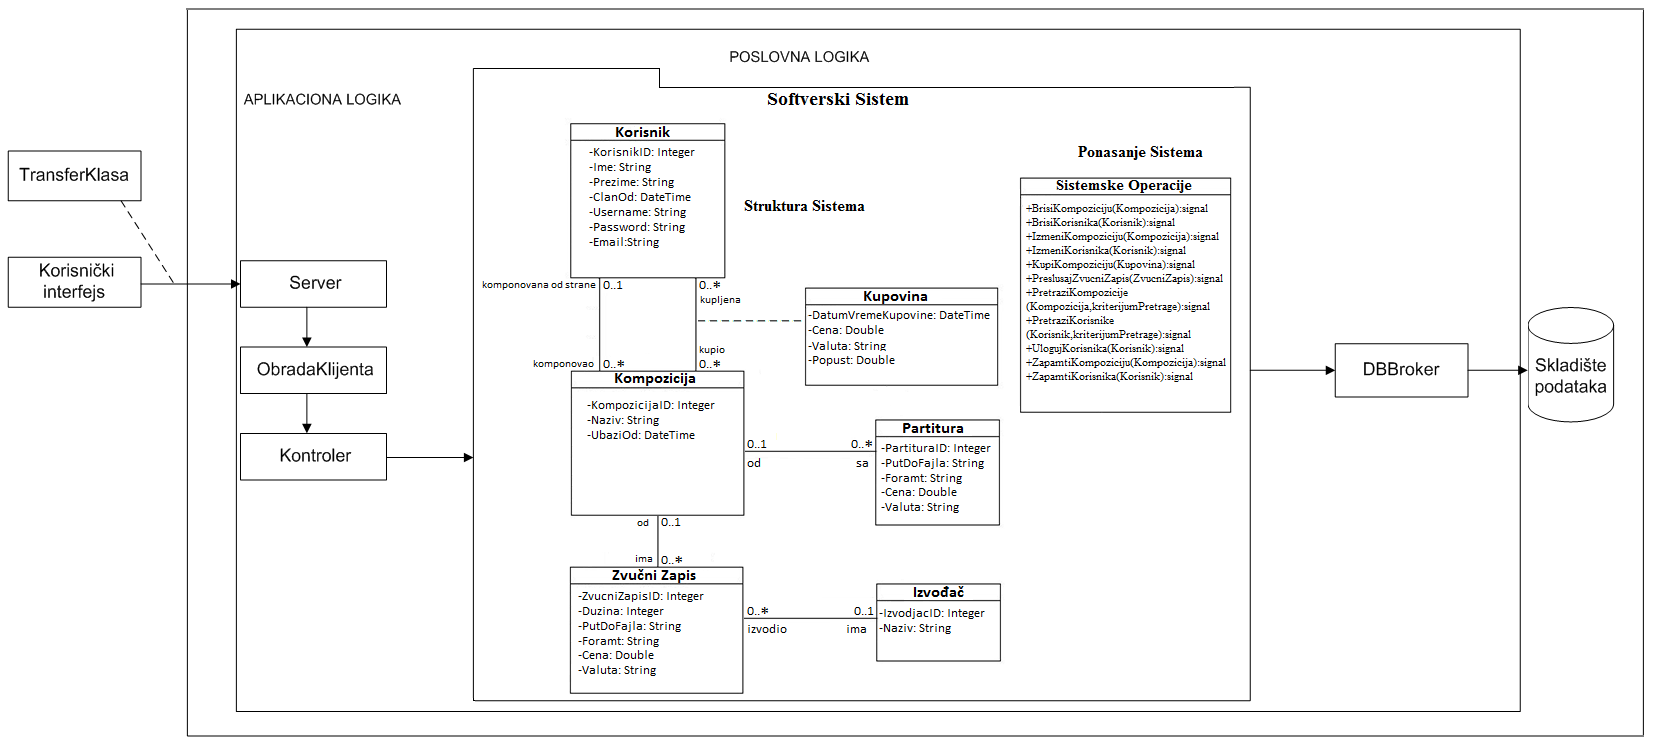 POSLOVNA LOGIKA
APLIKACIONA LOGIKA
Softverski Sistem
TransferKlasa
Korisnički
interfejs
Server
ObradaKlijenta
Kontroler
Korisnik
-KorisnikID: Integer
-Ime: String
-Prezime: String
-ClanOd: DateTime
-Username: String
-Password: String
-Email:String
Struktura Sistema
komponovana od strane
0..1
0..*
kupljena
Kupovina
-DatumVremeKupovine: DateTime
-Cena: Double
-Valuta: String
-Popust: Double
kupio
komponovao
0..*
0..*
Kompozicija
-KompozicijaID: Integer
-Naziv: String
-UbaziOd: DateTime
0..1
0..*
od
sa
Partitura
-PartituraID: Integer
-PutDoFajla: String
-Foramt: String
-Cena: Double
-Valuta: String
od
0..1
ima
0..*
Zvučni Zapis
-ZvucniZapisID: Integer
-Duzina: Integer
-PutDoFajla: String
-Foramt: String
-Cena: Double
-Valuta: String
0..*
0..1
izvodio
ima
Izvođač
-IzvodjacID: Integer
-Naziv: String
Ponasanje Sistema
Sistemske Operacije
+BrisiKompoziciju(Kompozicija):signal
+BrisiKorisnika(Korisnik):signal
+IzmeniKompoziciju(Kompozicija):signal
+IzmeniKorisnika(Korisnik):signal
+KupiKompoziciju(Kupovina):signal
+PreslusajZvucniZapis(ZvucniZapis):signal
+PretraziKompozicije
(Kompozicija,kriterijumPretrage):signal
+PretraziKorisnike
(Korisnik,kriterijumPretrage):signal
+UlogujKorisnika(Korisnik):signal
+ZapamtiKompoziciju(Kompozicija):signal
+ZapamtiKorisnika(Korisnik):signal
DBBroker
Skladište
podataka